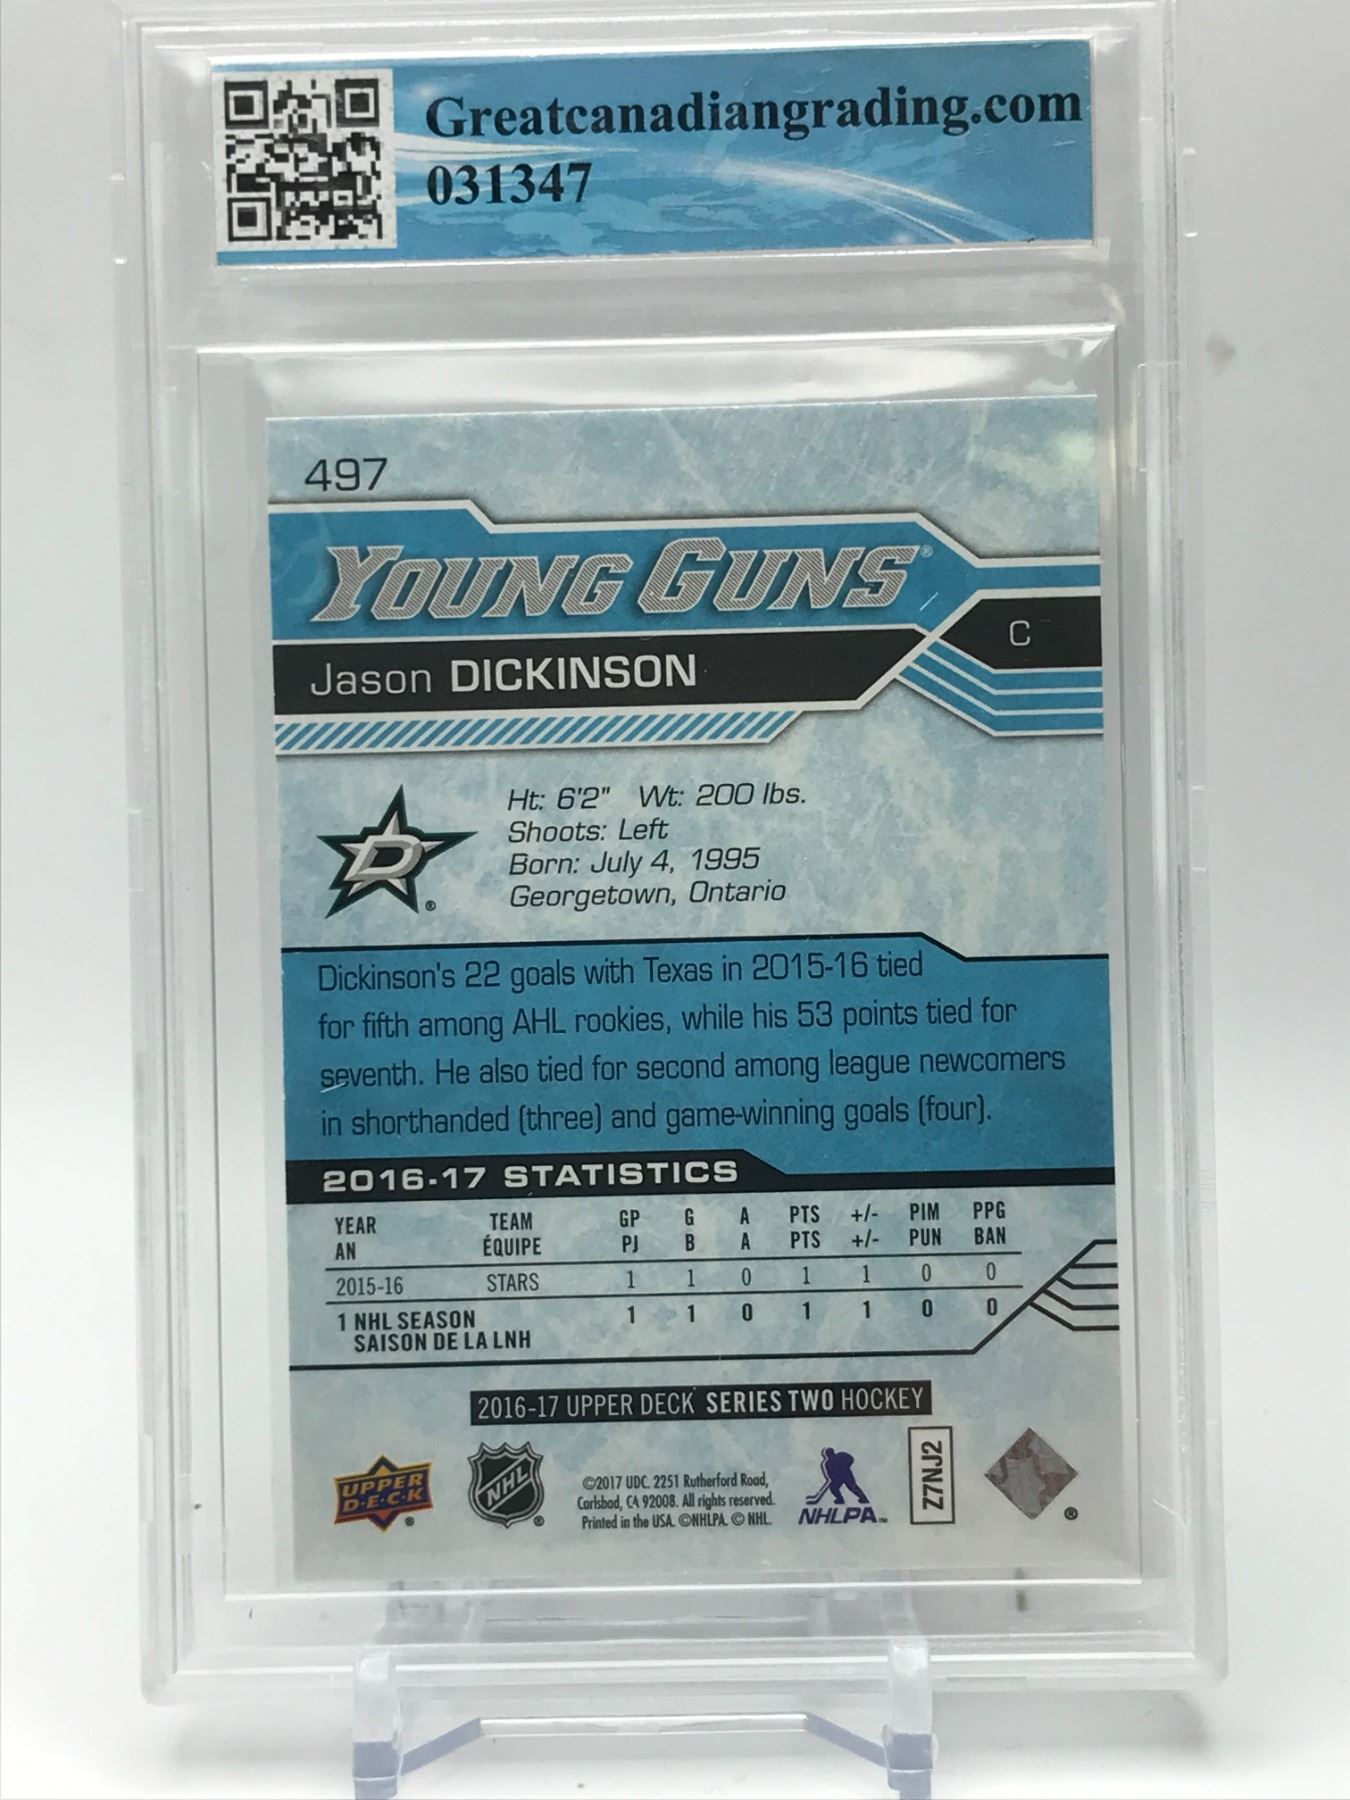 Greatcanadiangrading.com
031347
497
YOUNG GUNS®
C
Jason DICKINSON
D®
Ht: 6'2" Wt: 200 lbs.
Shoots: Left
Born: July 4, 1995
Georgetown, Ontario
Dickinson's 22 goals with Texas in 2015-16 tied
for fifth among AHL rookies, while his 53 points tied for
seventh. He also tied for second among league newcomers
in shorthanded (three) and game-winning goals (four).
2016-17 STATISTICS
YEAR TEAM GP G A PTS +/- PIM PPG
AN ÉQUIPE PJ B A PTS +/- PUN BAN
2015-16 STARS 1 1 0 1 1 0 0
1 NHL SEASON 1 1 0 1 1 0 0
SAISON DE LA LNH
2016-17 UPPER DECK SERIES TWO HOCKEY
UPPER
D·E·C·K®
NHL®
©2017 UDC. 2251 Rutherford Road,
Carlsbad, CA 92008. All rights reserved.
Printed in the USA. ©NHLPA. © NHL.
NHLPA™
Z7NJ2
®